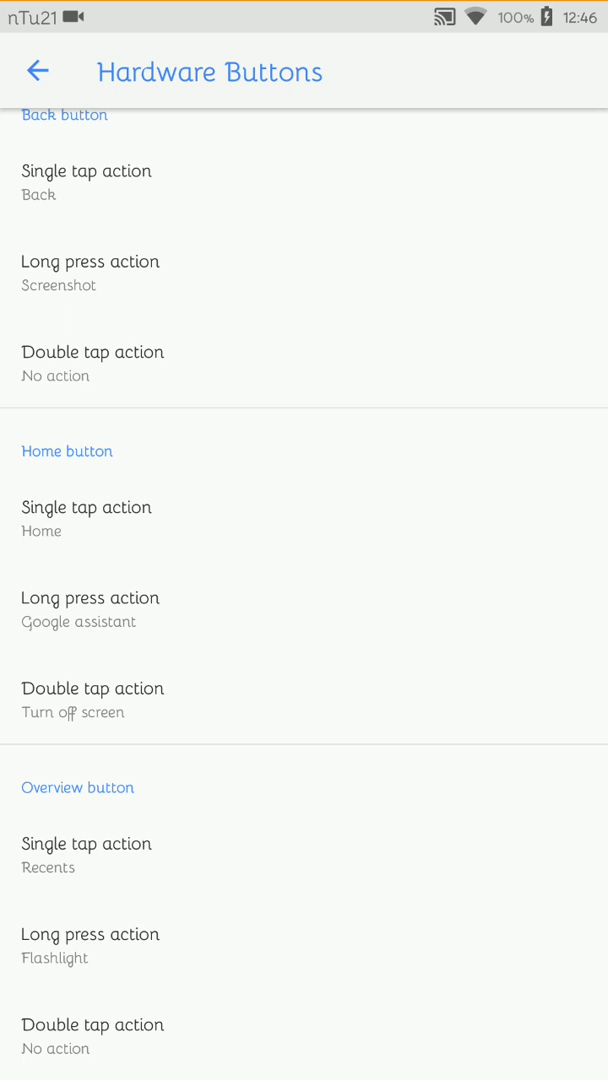 nTu21 100% 12:46
Hardware Buttons
Back button
Single tap action
Back
Long press action
Screenshot
Double tap action
No action
Home button
Single tap action
Home
Long press action
Google assistant
Double tap action
Turn off screen
Overview button
Single tap action
Recents
Long press action
Flashlight
Double tap action
No action